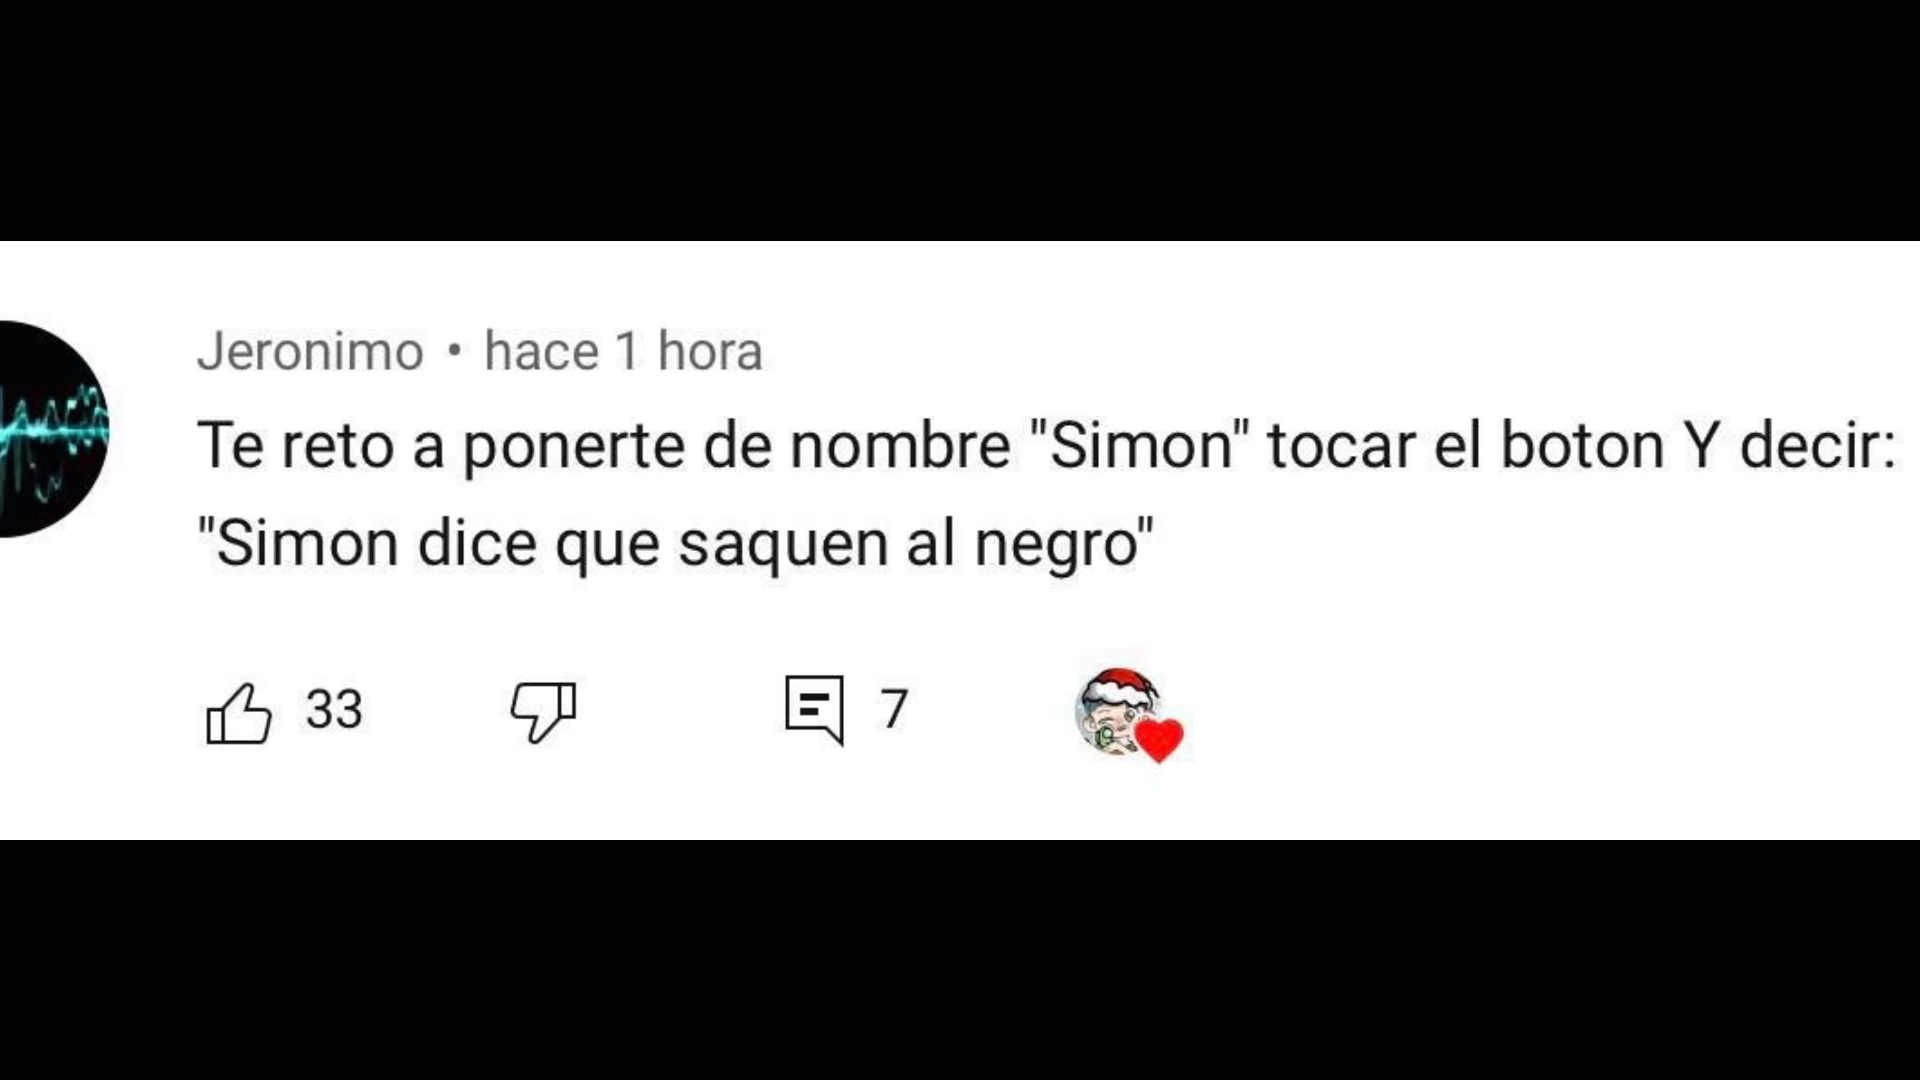 Jeronimo • hace 1 hora
Te reto a ponerte de nombre "Simon" tocar el boton Y decir:
"Simon dice que saquen al negro"
33 7